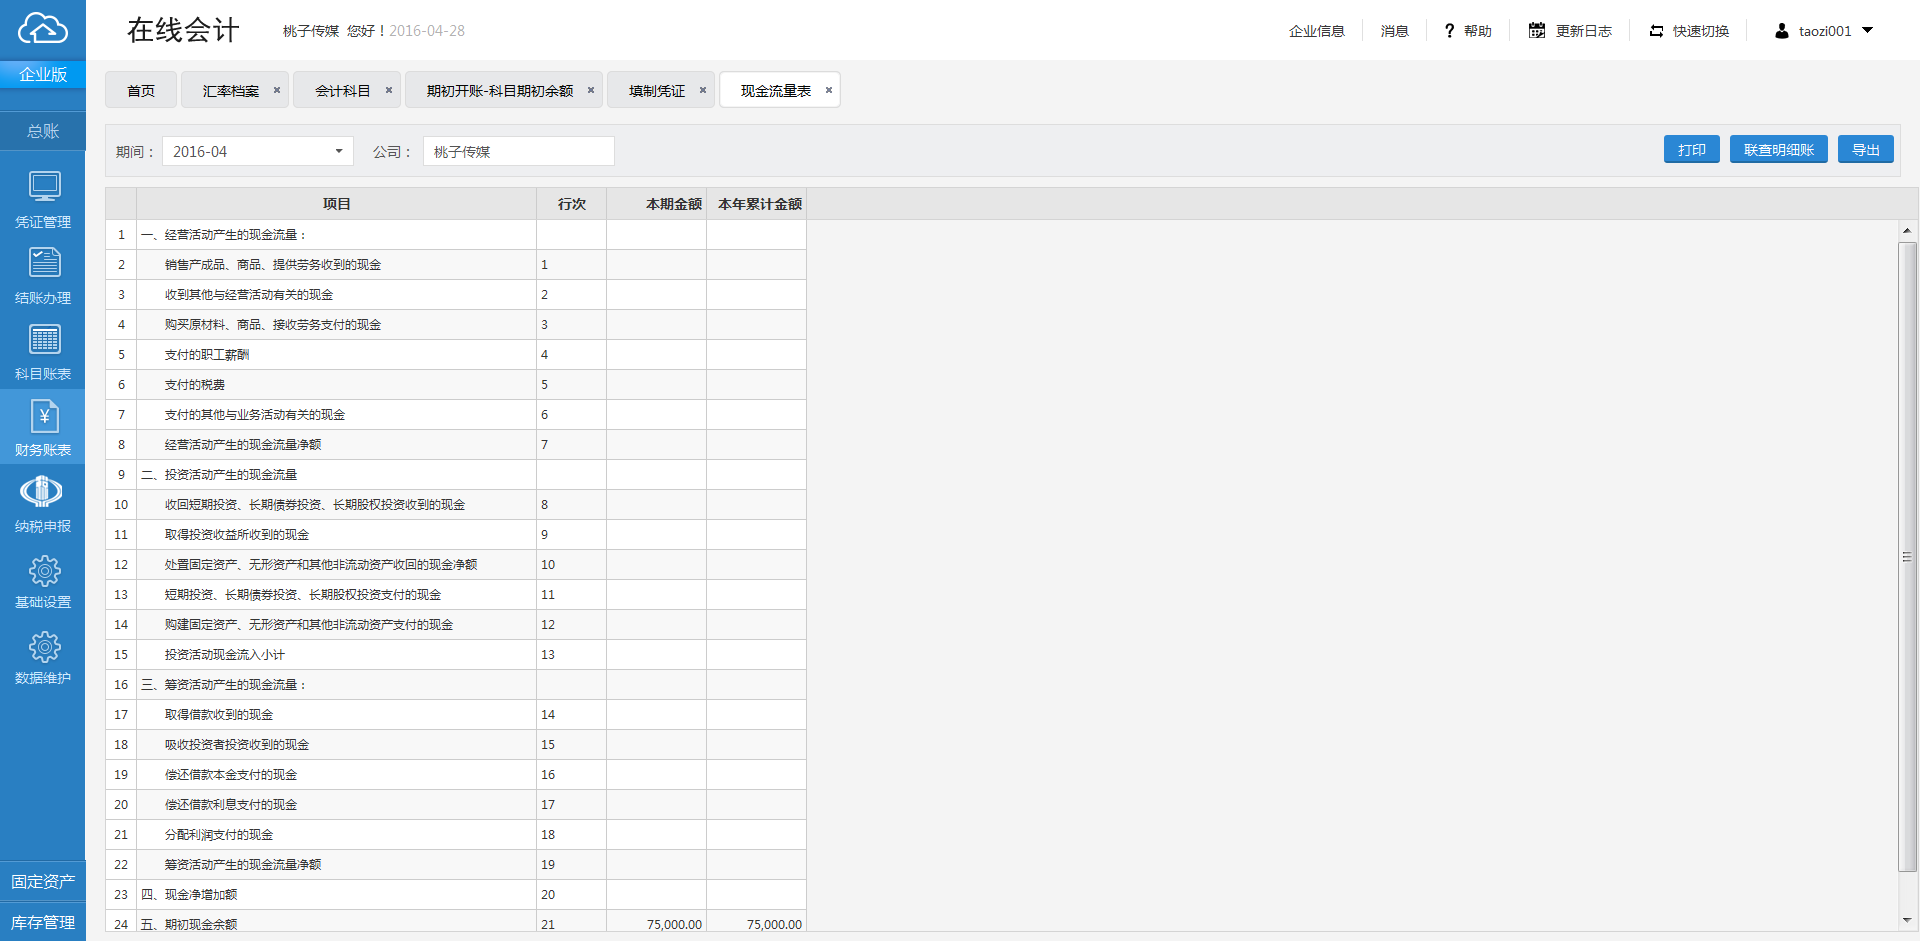 在线会计 桃子传媒 您好！2016-04-28 企业信息 消息 ? 帮助 更新日志 快速切换 taozi001
企业版
首页 汇率档案 × 会计科目 × 期初开账-科目期初余额 × 填制凭证 × 现金流量表 ×
总账
期间： 2016-04 公司： 桃子传媒 打印 联查明细账 导出
凭证管理
结账办理
科目账表
¥
财务账表
纳税申报
基础设置
数据维护
固定资产
库存管理
项目 行次 本期金额 本年累计金额
1 一、经营活动产生的现金流量：
2 销售产成品、商品、提供劳务收到的现金 1
3 收到其他与经营活动有关的现金 2
4 购买原材料、商品、接收劳务支付的现金 3
5 支付的职工薪酬 4
6 支付的税费 5
7 支付的其他与业务活动有关的现金 6
8 经营活动产生的现金流量净额 7
9 二、投资活动产生的现金流量
10 收回短期投资、长期债券投资、长期股权投资收到的现金 8
11 取得投资收益所收到的现金 9
12 处置固定资产、无形资产和其他非流动资产收回的现金净额 10
13 短期投资、长期债券投资、长期股权投资支付的现金 11
14 购建固定资产、无形资产和其他非流动资产支付的现金 12
15 投资活动现金流入小计 13
16 三、筹资活动产生的现金流量：
17 取得借款收到的现金 14
18 吸收投资者投资收到的现金 15
19 偿还借款本金支付的现金 16
20 偿还借款利息支付的现金 17
21 分配利润支付的现金 18
22 筹资活动产生的现金流量净额 19
23 四、现金净增加额 20
24 五、期初现金余额 21 75,000.00 75,000.00